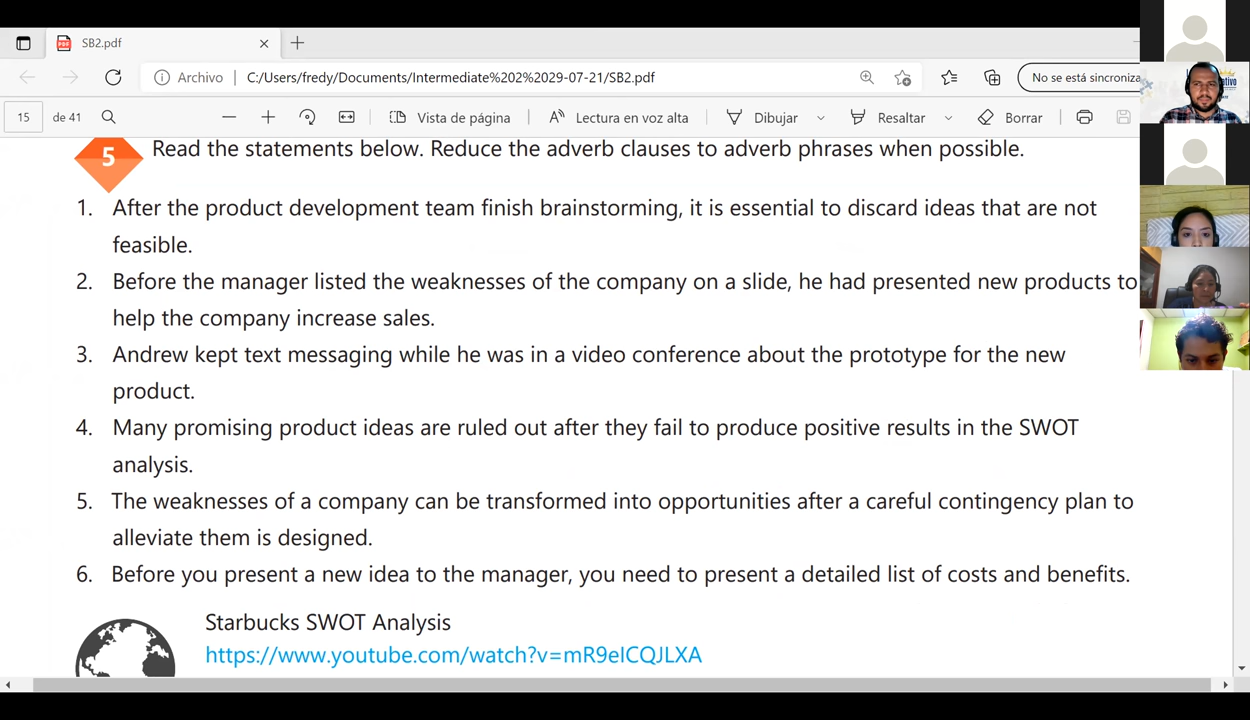 SB2.pdf
Archivo
C:/Users/fredy/Documents/Intermediate%202%2029-07-21/SB2.pdf
No se está sincroniza
15
de 41
Vista de página
Lectura en voz alta
Dibujar
Resaltar
Borrar
5
Read the statements below. Reduce the adverb clauses to adverb phrases when possible.
1. After the product development team finish brainstorming, it is essential to discard ideas that are not
feasible.
2. Before the manager listed the weaknesses of the company on a slide, he had presented new products to
help the company increase sales.
3. Andrew kept text messaging while he was in a video conference about the prototype for the new
product.
4. Many promising product ideas are ruled out after they fail to produce positive results in the SWOT
analysis.
5. The weaknesses of a company can be transformed into opportunities after a careful contingency plan to
alleviate them is designed.
6. Before you present a new idea to the manager, you need to present a detailed list of costs and benefits.
Starbucks SWOT Analysis
https://www.youtube.com/watch?v=mR9eICQJLXA